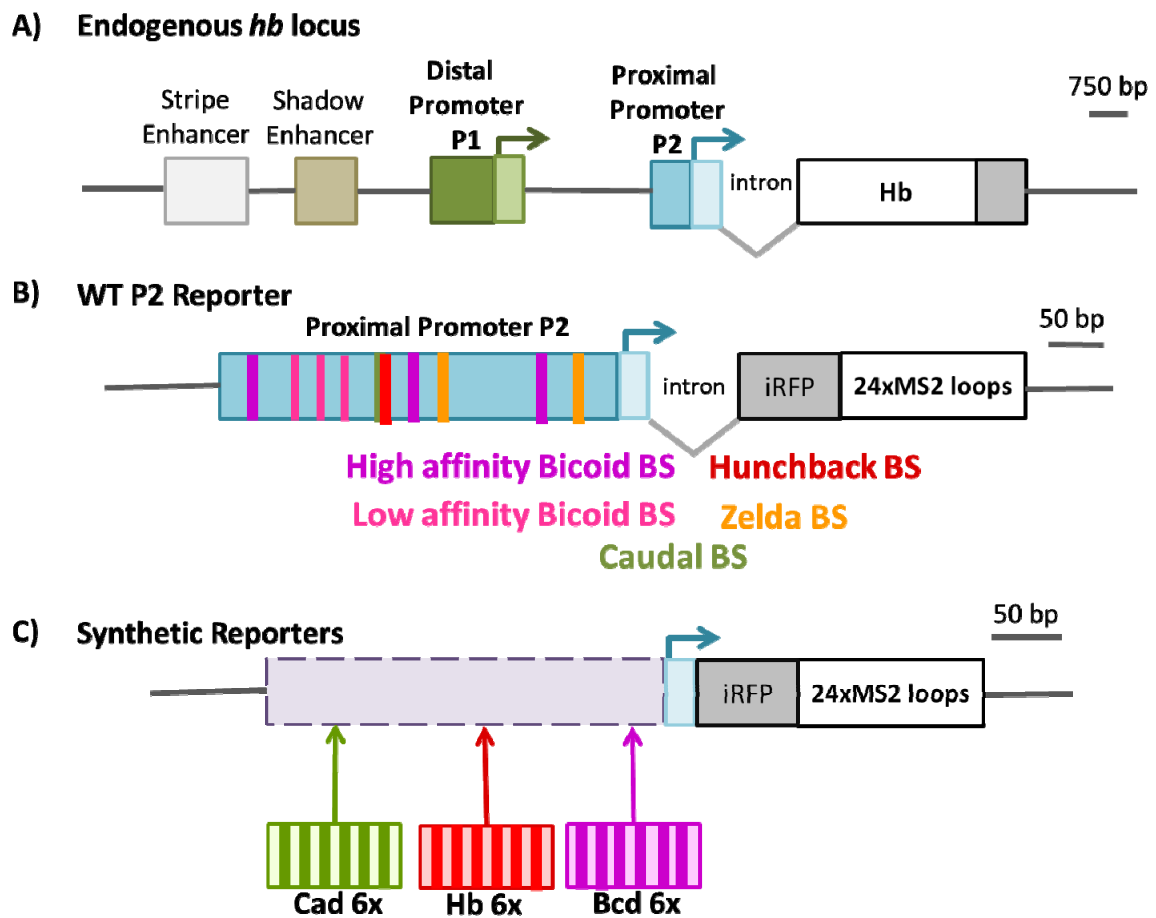 A) Endogenous hb locus
Stripe Enhancer
Shadow Enhancer
Distal Promoter P1
Proximal Promoter P2
750 bp
intron
Hb
B) WT P2 Reporter
Proximal Promoter P2
50 bp
intron
iRFP
24xMS2 loops
High affinity Bicoid BS
Hunchback BS
Low affinity Bicoid BS
Zelda BS
Caudal BS
C) Synthetic Reporters
50 bp
iRFP
24xMS2 loops
Cad 6x
Hb 6x
Bcd 6x